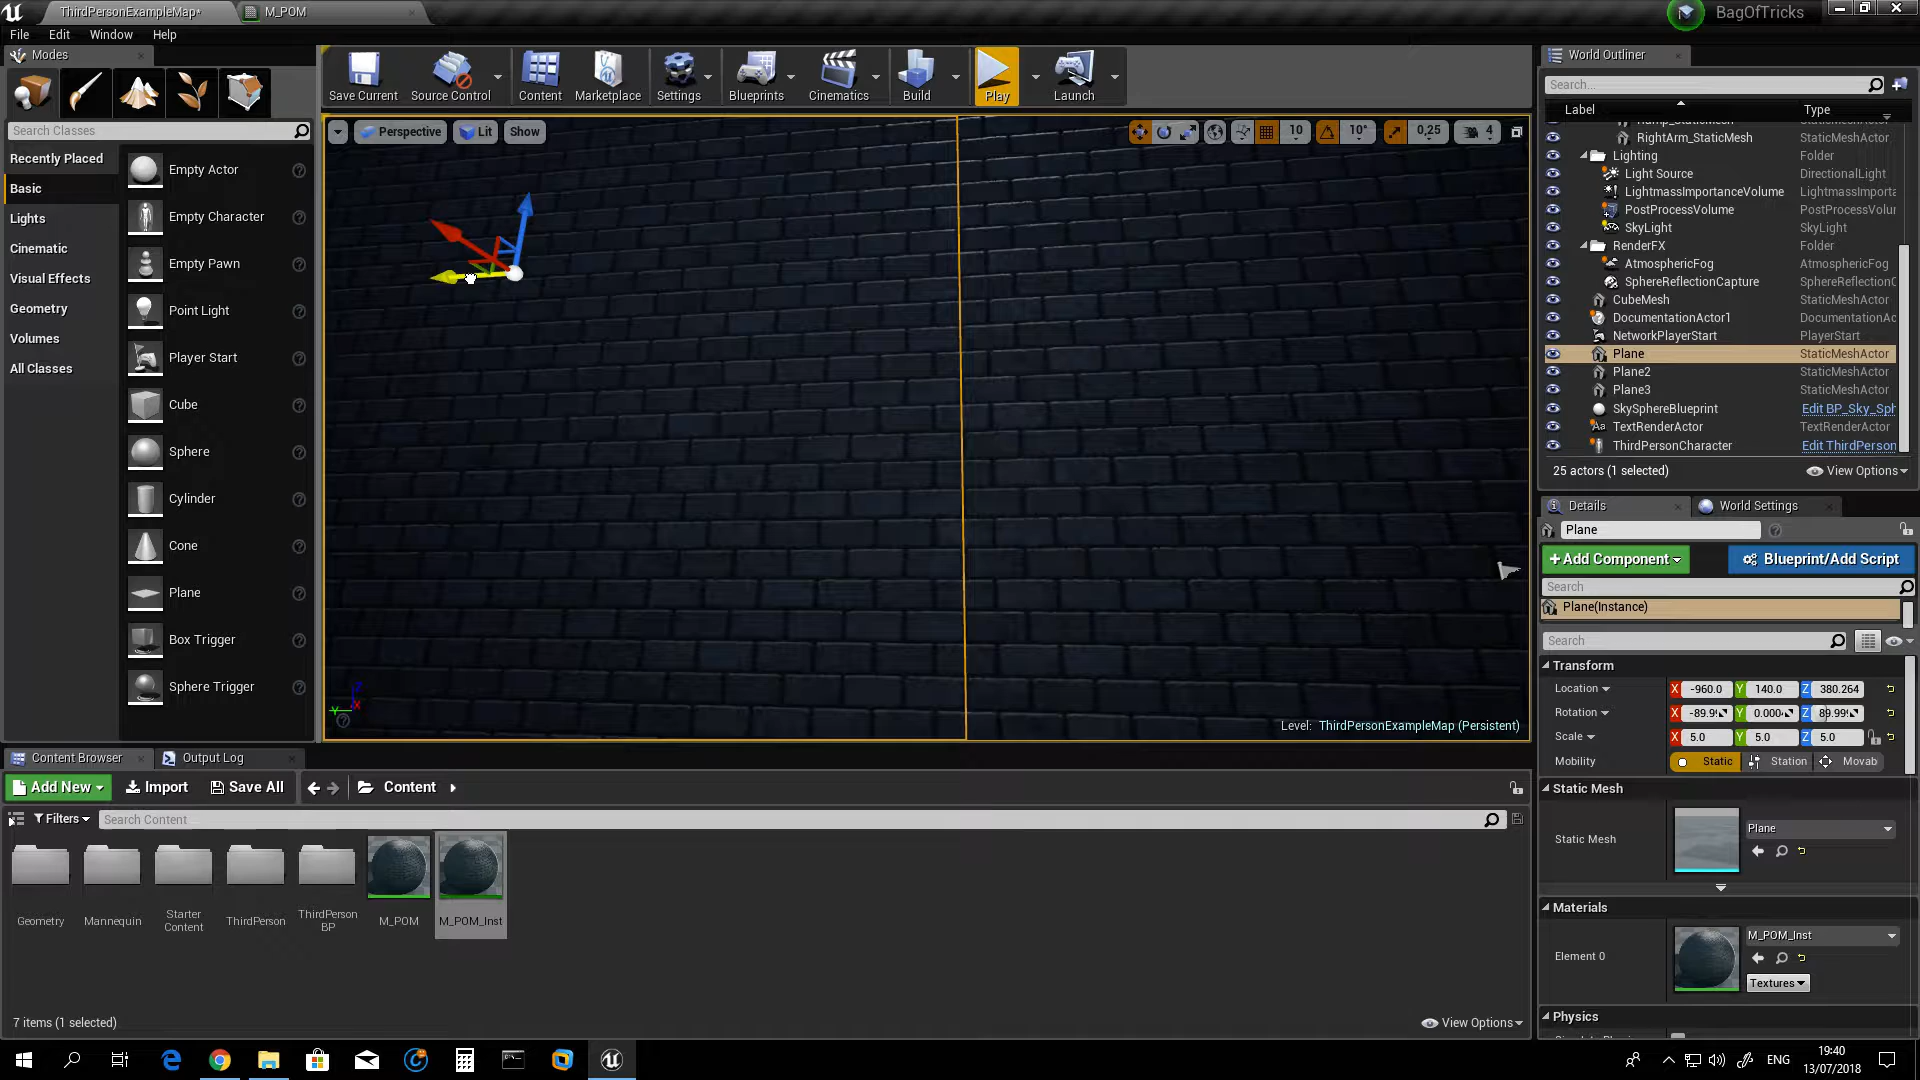 ThirdPersonExampleMap*
M_POM
BagOfTricks
File
Edit
Window
Help
Modes
Save Current
Source Control
Content
Marketplace
Settings
Blueprints
Cinematics
Build
Play
Launch
World Outliner
Search...
Label
Type
Search Classes
Recently Placed
Basic
Lights
Cinematic
Visual Effects
Geometry
Volumes
All Classes
Empty Actor
Empty Character
Empty Pawn
Point Light
Player Start
Cube
Sphere
Cylinder
Cone
Plane
Box Trigger
Sphere Trigger
Perspective
Lit
Show
10
10°
0,25
4
Level: ThirdPersonExampleMap (Persistent)
RightArm_StaticMesh StaticMeshActor
Lighting Folder
Light Source DirectionalLight
LightmassImportanceVolume LightmassImporta
PostProcessVolume PostProcessVolur
SkyLight SkyLight
RenderFX Folder
AtmosphericFog AtmosphericFog
SphereReflectionCapture SphereReflectionC
CubeMesh StaticMeshActor
DocumentationActor1 DocumentationAc
NetworkPlayerStart PlayerStart
Plane StaticMeshActor
Plane2 StaticMeshActor
Plane3 StaticMeshActor
SkySphereBlueprint Edit BP_Sky_Sph
TextRenderActor TextRenderActor
ThirdPersonCharacter Edit ThirdPerson
25 actors (1 selected)
View Options
Details
World Settings
Plane
+Add Component
Blueprint/Add Script
Search
Plane(Instance)
Search
Transform
Location X -960.0 Y 140.0 Z 380.264
Rotation X Y Z
Scale X 5.0 Y 5.0 Z 5.0
Mobility Static Station Movab
Static Mesh
Static Mesh
Plane
Materials
Element 0
M_POM_Inst
Textures
Physics
Content Browser
Output Log
Add New
Import
Save All
Content
Filters
Search Content
Geometry
Mannequin
Starter
Content
ThirdPerson
ThirdPerson
BP
M_POM
M_POM_Inst
7 items (1 selected)
View Options
ENG
19:40
13/07/2018